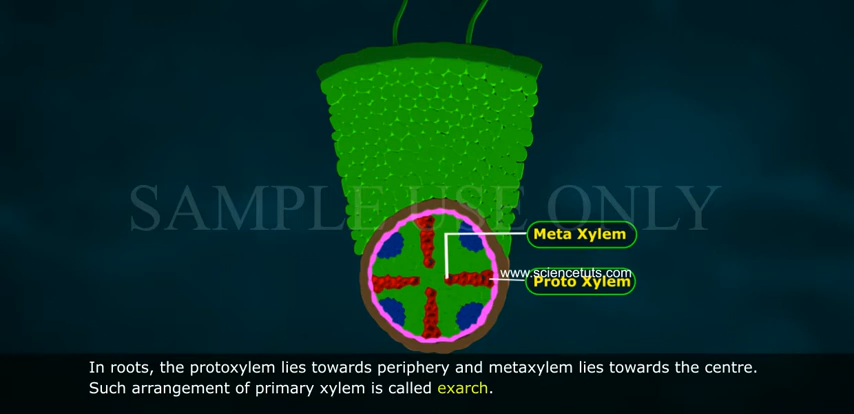 SAMPLE USE ONLY
Meta Xylem
www.sciencetuts.com
Proto Xylem
In roots, the protoxylem lies towards periphery and metaxylem lies towards the centre.
Such arrangement of primary xylem is called exarch.